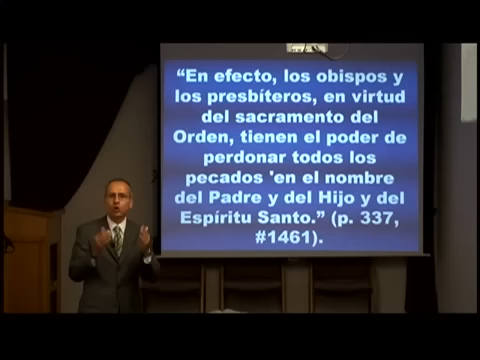 “En efecto, los obispos y
los presbíteros, en virtud
del sacramento del
Orden, tienen el poder de
perdonar todos los
pecados 'en el nombre
del Padre y del Hijo y del
Espíritu Santo.” (p. 337,
#1461).